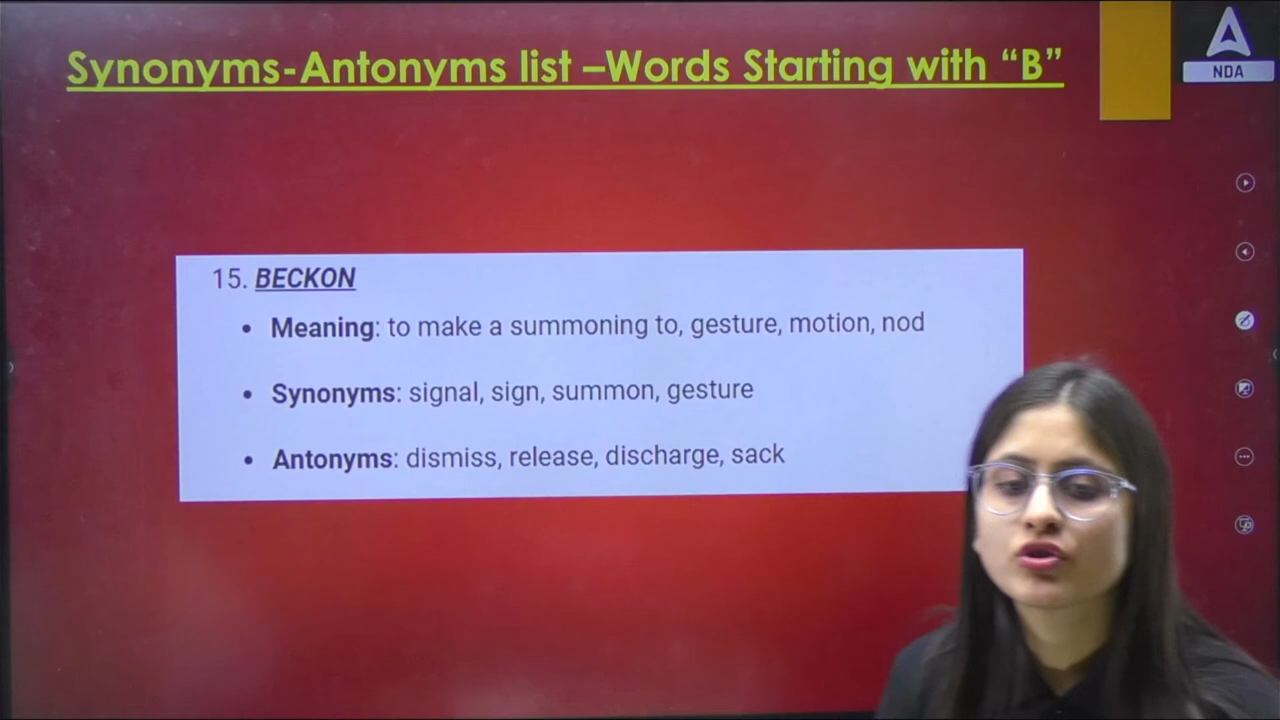 Synonyms-Antonyms list –Words Starting with “B”
NDA
15. BECKON
• Meaning: to make a summoning to, gesture, motion, nod
• Synonyms: signal, sign, summon, gesture
• Antonyms: dismiss, release, discharge, sack